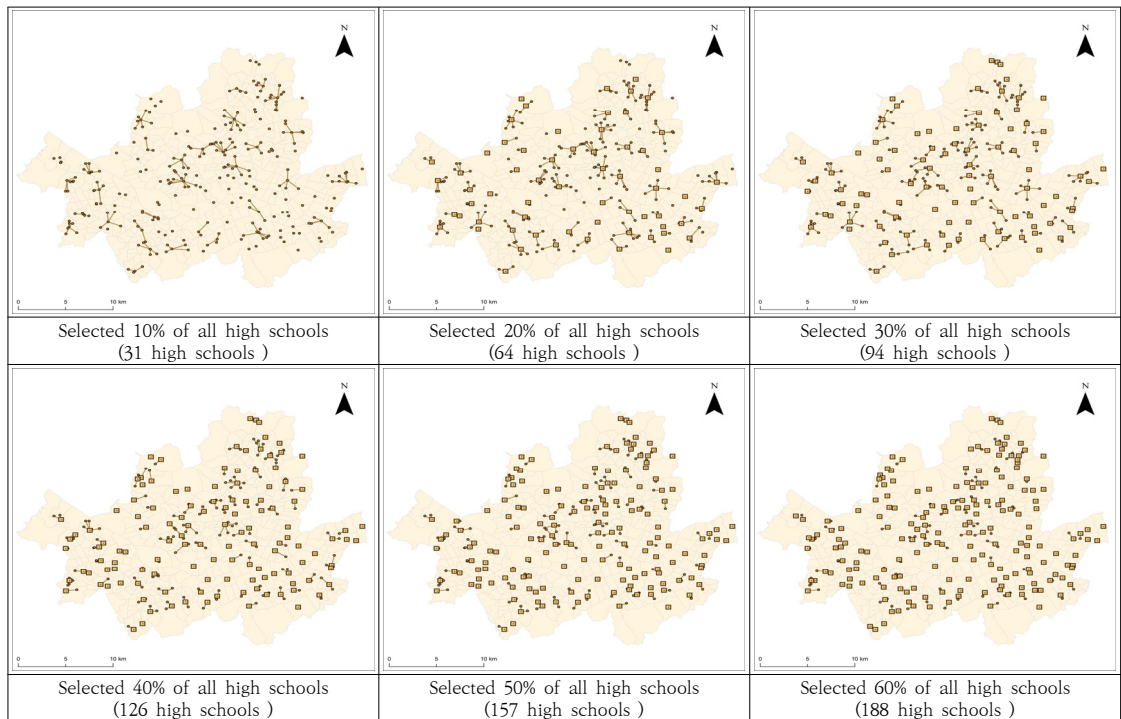 N
0 5 10 km
N
0 5 10 km
N
0 5 10 km
Selected 10% of all high schools
(31 high schools )
Selected 20% of all high schools
(64 high schools )
Selected 30% of all high schools
(94 high schools )
N
0 5 10 km
N
0 5 10 km
N
0 5 10 km
Selected 40% of all high schools
(126 high schools )
Selected 50% of all high schools
(157 high schools )
Selected 60% of all high schools
(188 high schools )